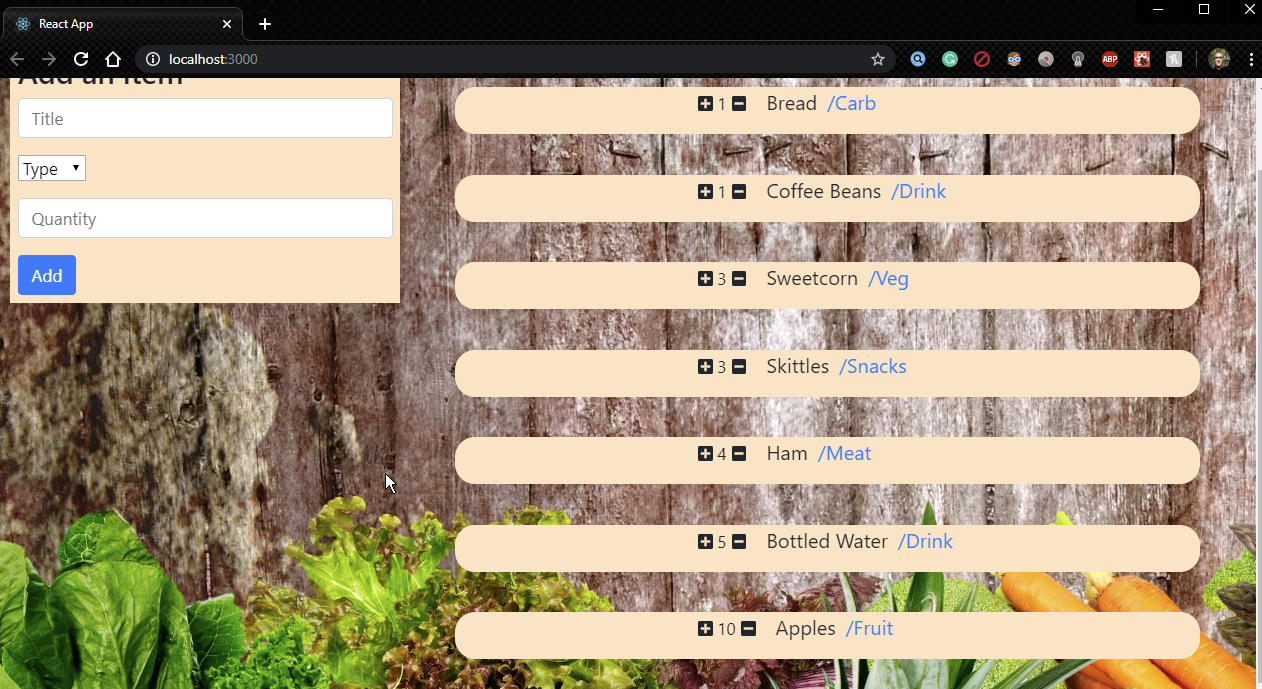 React App
localhost:3000
ABP
Add an item
Title
Type
Quantity
Add
1 Bread /Carb
1 Coffee Beans /Drink
3 Sweetcorn /Veg
3 Skittles /Snacks
4 Ham /Meat
5 Bottled Water /Drink
10 Apples /Fruit